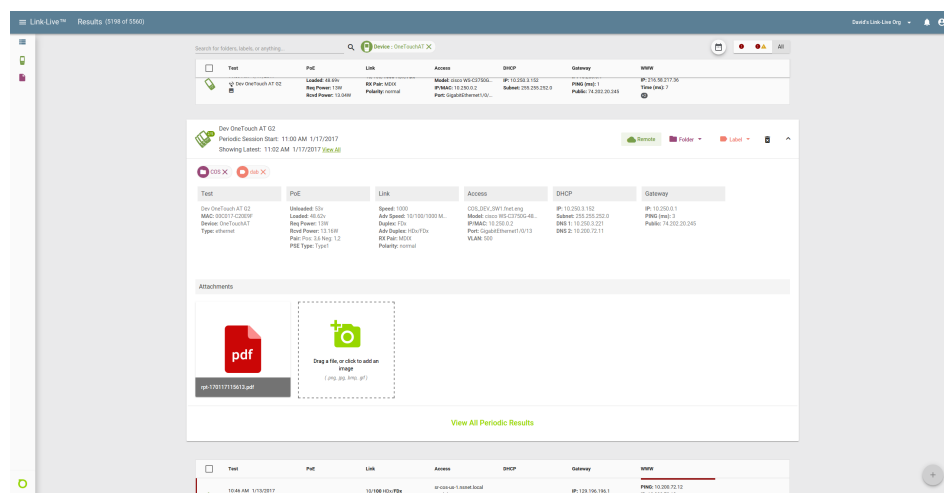 Link-Live™ Results (5198 of 5560) David's Link-Live Org
Search for folders, labels, or anything... Device : OneTouchAT All
Test PoE Link Access DHCP Gateway WWW
Dev OneTouch AT G2 Loaded: 48.69v RX Pair: MDIX Model: cisco WS-C3750G... IP: 10.250.3.152 IP: 216.58.217.36
Req Power: 13W Polarity: normal IP/MAC: 10.250.0.2 Subnet: 255.255.252.0 PING (ms): 1 Time (ms): 7
Rcvd Power: 13.04W Port: GigabitEthernet1/0/... Public: 74.202.20.245
Dev OneTouch AT G2
Periodic Session Start: 11:00 AM 1/17/2017 Remote Folder Label
Showing Latest: 11:02 AM 1/17/2017 View All
COS
Test PoE Link Access DHCP Gateway
Dev OneTouch AT G2 Unloaded: 53v Speed: 1000 COS_DEV_SW1.fnet.eng IP: 10.250.3.152 IP: 10.250.0.1
MAC: 00C017-C20E9F Loaded: 48.62v Adv Speed: 10/100/1000 M... Model: cisco WS-C3750G-48... Subnet: 255.255.252.0 PING (ms): 3
Device: OneTouchAT Req Power: 13W Duplex: FDx IP/MAC: 10.250.0.2 DNS 1: 10.250.3.221 Public: 74.202.20.245
Type: ethernet Rcvd Power: 13.16W Adv Duplex: HDx/FDx Port: GigabitEthernet1/0/13 DNS 2: 10.200.72.11
Pair: Pos: 3,6 Neg: 1,2 RX Pair: MDIX VLAN: 500
PSE Type: Type1 Polarity: normal
Attachments
pdf
Drag a file, or click to add an
image
(.png, .jpg, .bmp, .gif)
rpt-170117115613.pdf
View All Periodic Results
Test PoE Link Access DHCP Gateway WWW
10:46 AM 1/13/2017 10/100 HDx/FDx sr-cos-us-1.nsnet.local IP: 129.196.196.1 PING: 10.200.72.12